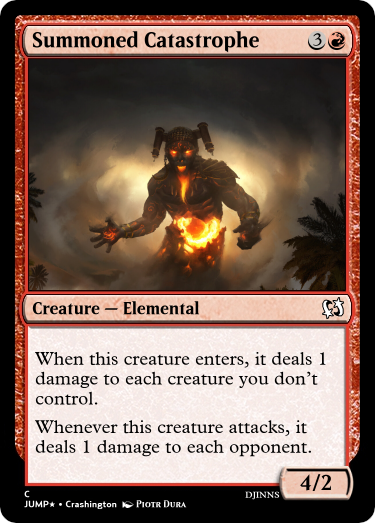 Summoned Catastrophe 3
Creature — Elemental
When this creature enters, it deals 1
damage to each creature you don't
control.
Whenever this creature attacks, it
deals 1 damage to each opponent.
4/2
C
JUMP★ • Crashington Piotr Dura
DJINNS